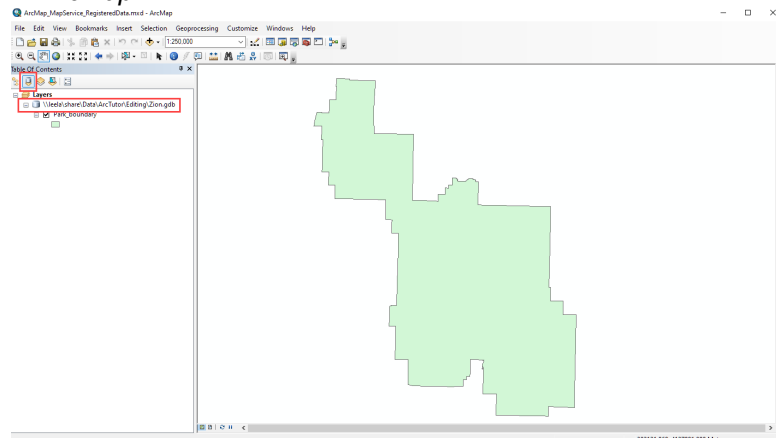 ArcMap_MapService_RegisteredData.mxd - ArcMap
File Edit View Bookmarks Insert Selection Geoprocessing Customize Windows Help
1:250,000
Table Of Contents
Layers
\\leela\share\Data\ArcTutor\Editing\Zion.gdb
Park_boundary